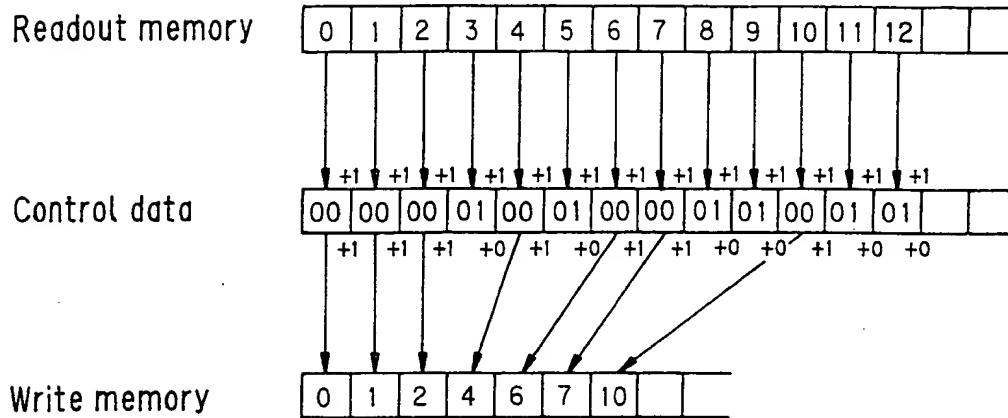 Readout memory 0 1 2 3 4 5 6 7 8 9 10 11 12
+1 +1 +1 +1 +1 +1 +1 +1 +1 +1 +1 +1 +1
Control data 00 00 00 01 00 01 00 00 01 01 00 01 01
+1 +1 +1 +0 +1 +0 +1 +1 +0 +0 +1 +0 +0
Write memory 0 1 2 4 6 7 10